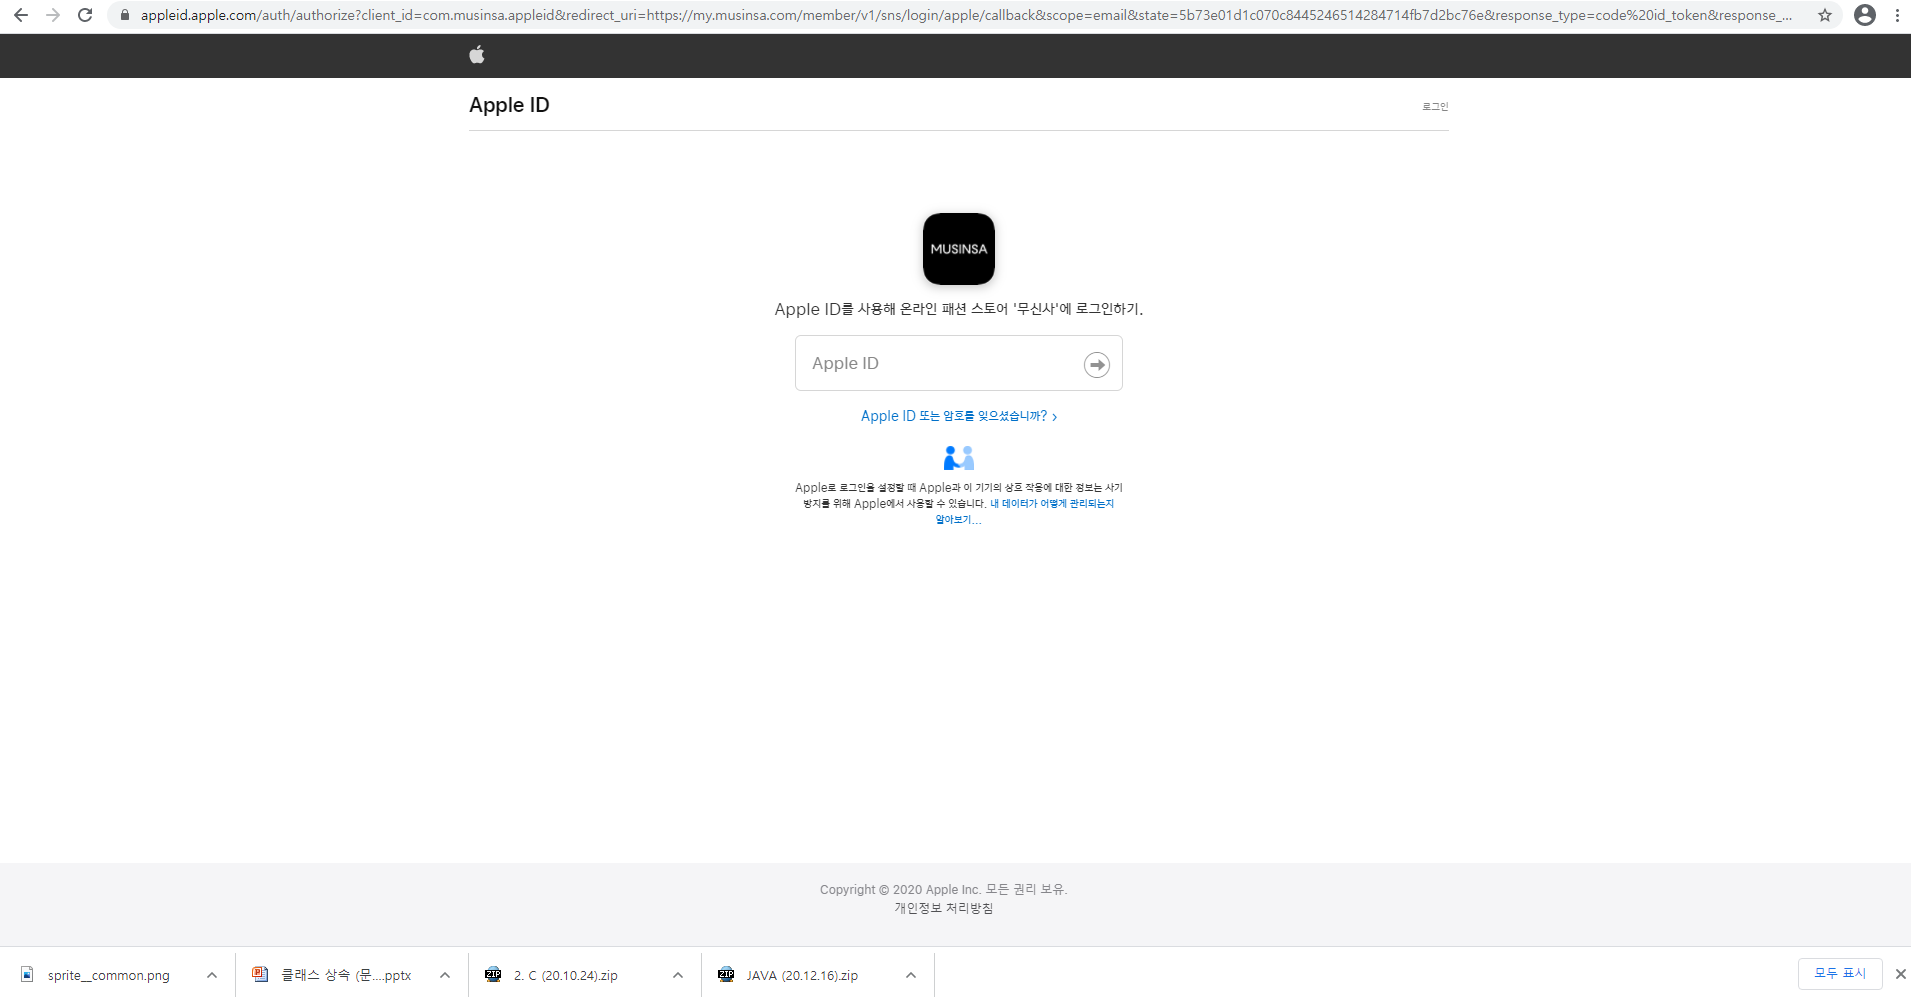 appleid.apple.com/auth/authorize?client_id=com.musinsa.appleid&redirect_uri=https://my.musinsa.com/member/v1/sns/login/apple/callback&scope=email&state=5b73e01d1c070c8445246514284714fb7d2bc76e&response_type=code%20id_token&response_...
Apple ID
로그인
MUSINSA
Apple ID를 사용해 온라인 패션 스토어 '무신사'에 로그인하기.
Apple ID
Apple ID 또는 암호를 잊으셨습니까?
Apple로 로그인을 설정할 때 Apple과 이 기기의 상호 작용에 대한 정보는 사기
방지를 위해 Apple에서 사용할 수 있습니다. 내 데이터가 어떻게 관리되는지
알아보기...
Copyright © 2020 Apple Inc. 모든 권리 보유.
개인정보 처리방침
sprite__common.png
클래스 상속 (문....pptx
ZIP
2. C (20.10.24).zip
ZIP
JAVA (20.12.16).zip
모두 표시